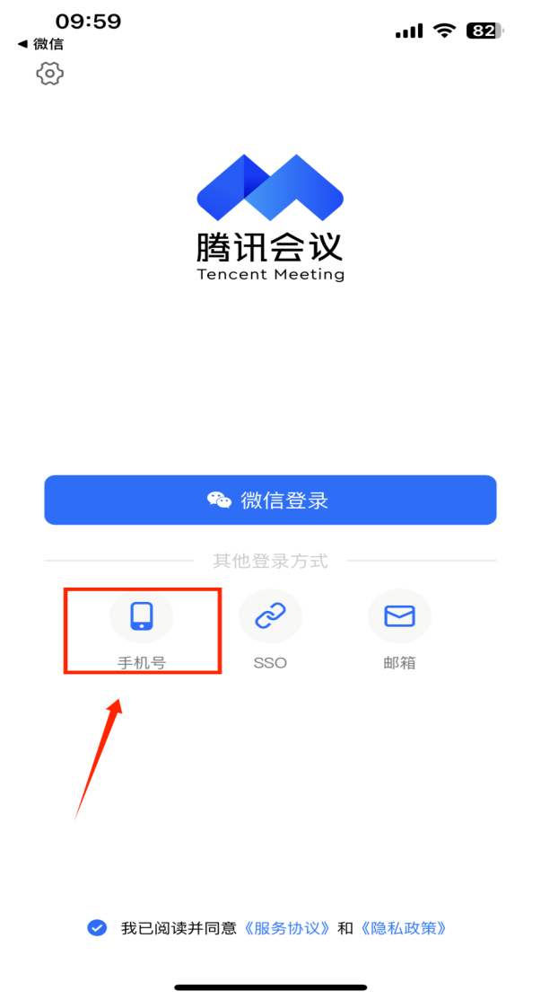 09:59
82
◀ 微信
腾讯会议
Tencent Meeting
微信登录
其他登录方式
手机号
SSO
邮箱
我已阅读并同意《服务协议》和《隐私政策》